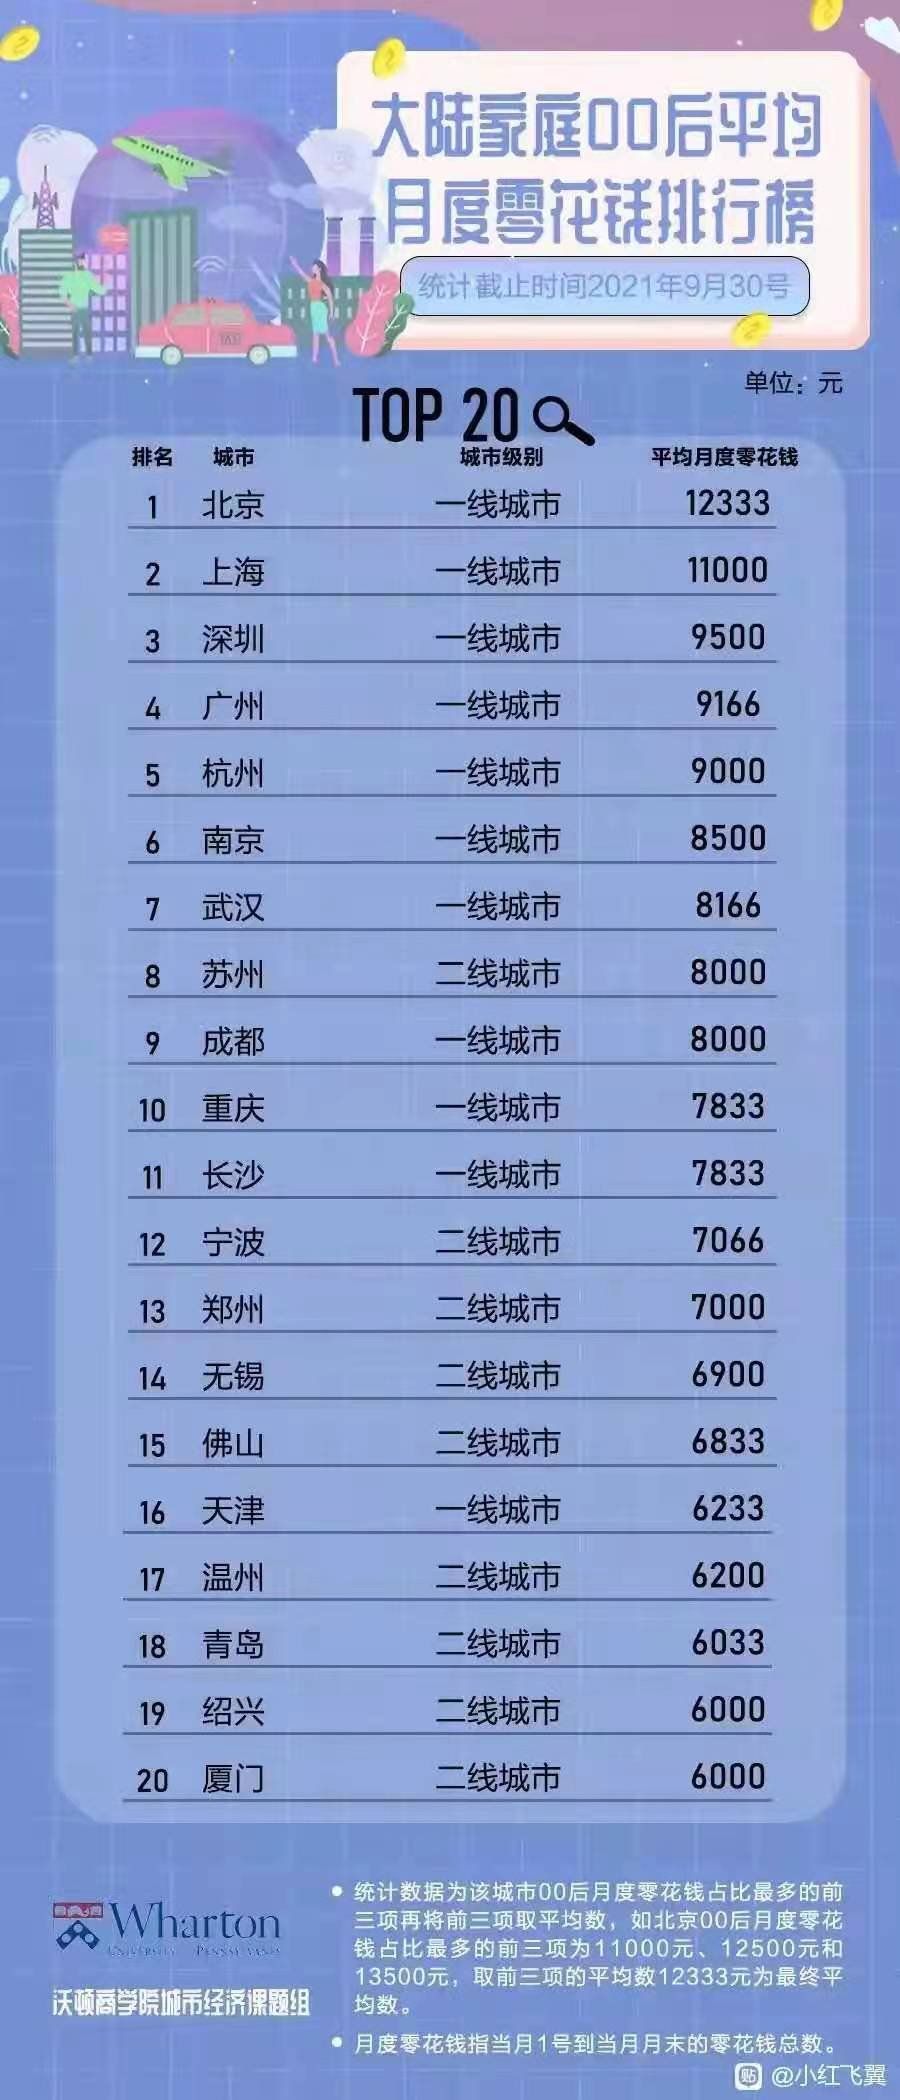 大陆家庭00后平均
月度零花钱排行榜
统计截止时间2021年9月30号
单位：元
TOP 20
排名 城市 城市级别 平均月度零花钱
1 北京 一线城市 12333
2 上海 一线城市 11000
3 深圳 一线城市 9500
4 广州 一线城市 9166
5 杭州 一线城市 9000
6 南京 一线城市 8500
7 武汉 一线城市 8166
8 苏州 二线城市 8000
9 成都 一线城市 8000
10 重庆 一线城市 7833
11 长沙 一线城市 7833
12 宁波 二线城市 7066
13 郑州 二线城市 7000
14 无锡 二线城市 6900
15 佛山 二线城市 6833
16 天津 一线城市 6233
17 温州 二线城市 6200
18 青岛 二线城市 6033
19 绍兴 二线城市 6000
20 厦门 二线城市 6000
Wharton
UNIVERSITY PENNSYLVANIA
沃顿商学院城市经济课题组
• 统计数据为该城市00后月度零花钱占比最多的前
三项再将前三项取平均数，如北京00后月度零花
钱占比最多的前三项为11000元、12500元和
13500元，取前三项的平均数12333元为最终平
均数。
• 月度零花钱指当月1号到当月月末的零花钱总数。
贴 @小红飞翼